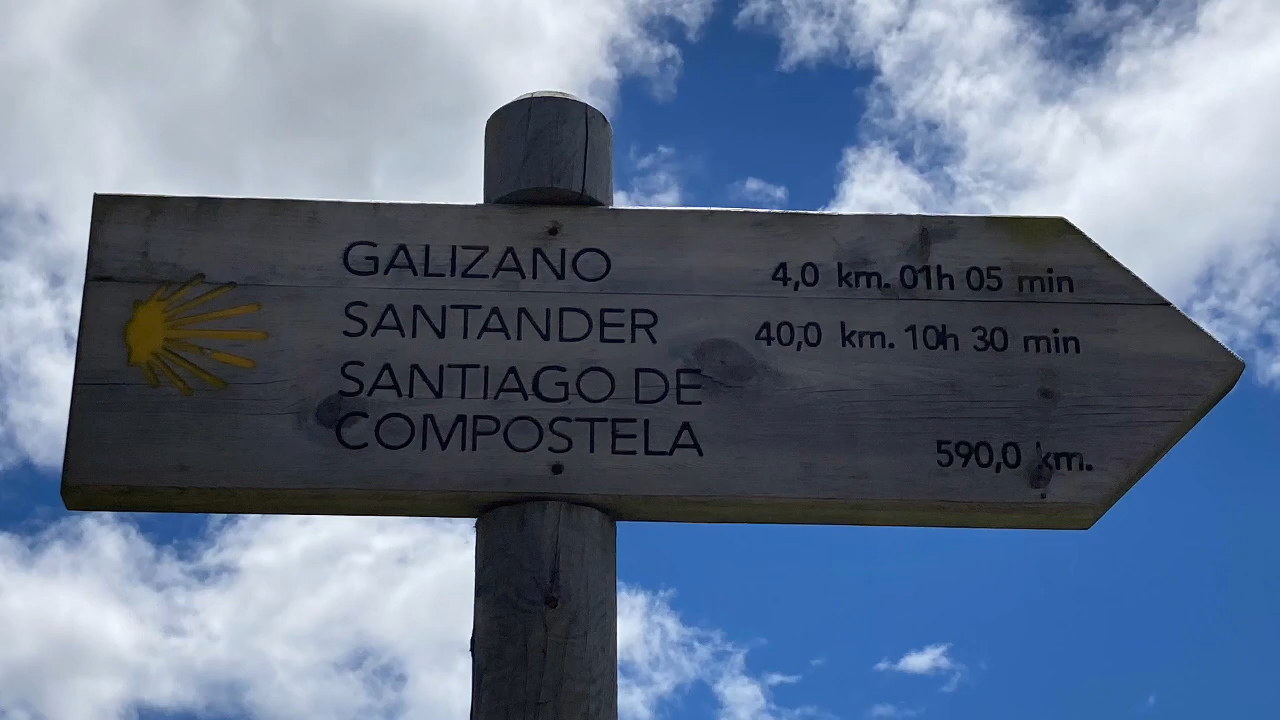 GALIZANO 4,0 km. 01h 05 min
SANTANDER 40,0 km. 10h 30 min
SANTIAGO DE
COMPOSTELA 590,0 km.